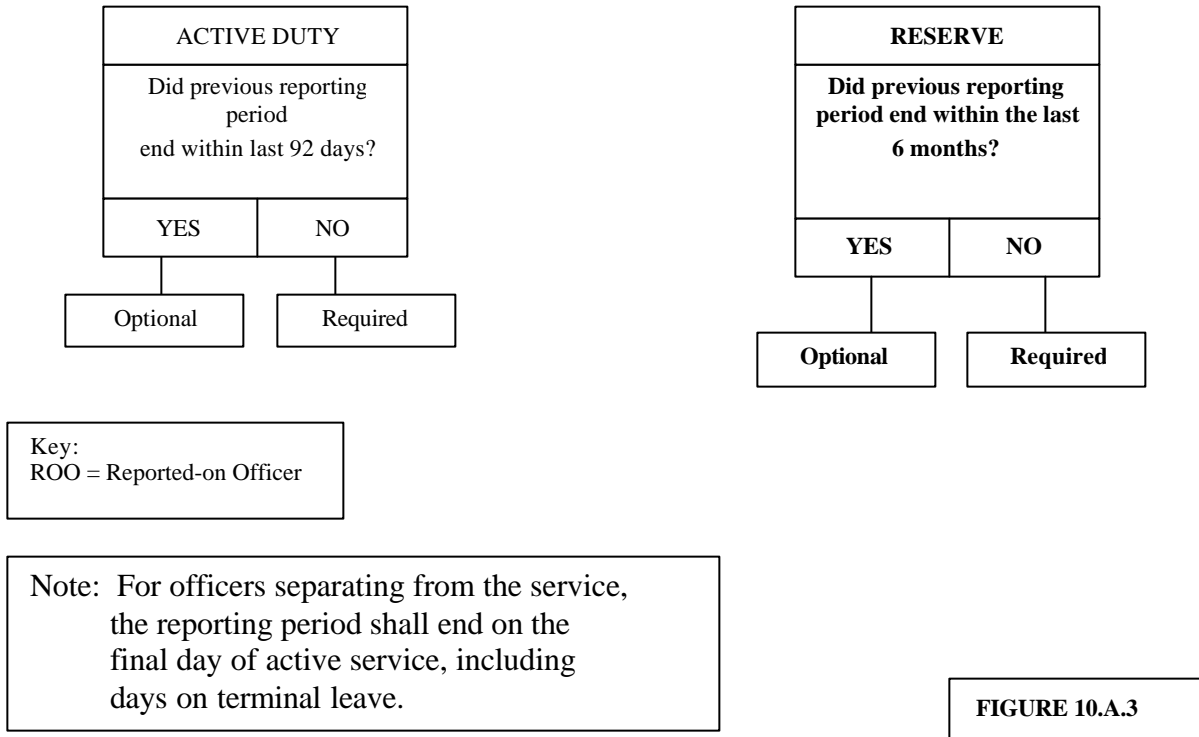 ACTIVE DUTY
Did previous reporting
period
end within last 92 days?
YES
NO
Optional
Required
RESERVE
Did previous reporting
period end within the last
6 months?
YES
NO
Optional
Required
Key:
ROO = Reported-on Officer
Note: For officers separating from the service,
the reporting period shall end on the
final day of active service, including
days on terminal leave.
FIGURE 10.A.3